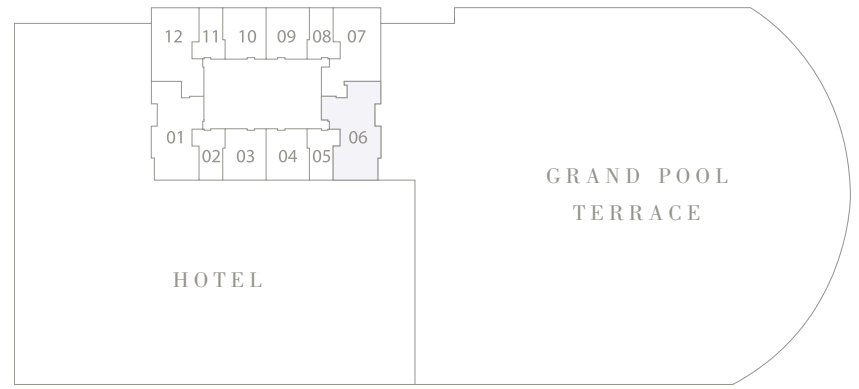 12 11 10 09 08 07
01 02 03 04 05 06
GRAND POOL
TERRACE
HOTEL